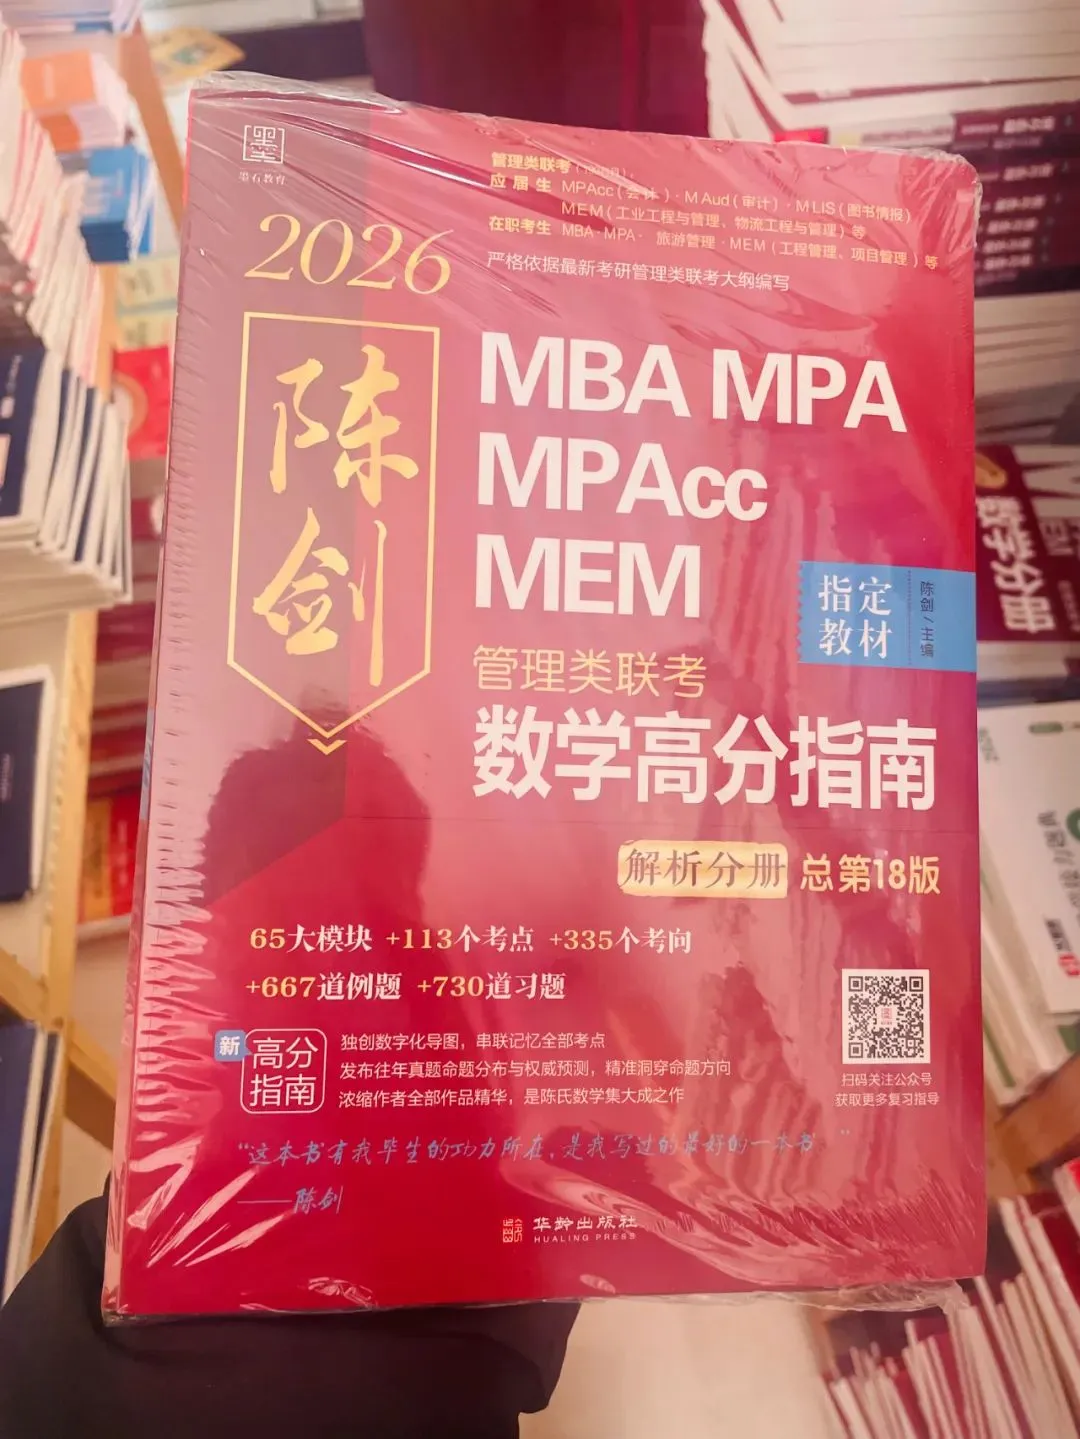 墨石教育
2026
陈剑
管理类联考
应届生 MPAcc(会计)·MAud(审计)·MLIS(图书情报)
MEM(工业工程与管理、物流工程与管理)等
在职考生 MBA·MPA·旅游管理·MEM(工程管理、项目管理)等
严格依据最新考研管理类联考大纲编写
MBA MPA
MPAcc
MEM
指定
教材
陈剑/主编
管理类联考
数学高分指南
解析分册 总第18版
65大模块 +113个考点 +335个考向
+667道例题 +730道习题
新
高分
指南
独创数字化导图，串联记忆全部考点
发布往年真题命题分布与权威预测，精准洞穿命题方向
浓缩作者全部作品精华，是陈氏数学集大成之作
扫码关注公众号
获取更多复习指导
“这本书有我毕生的功力所在，是我写过的最好的一本书。”
——陈剑
华龄出版社
HUALING PRESS
数学分册